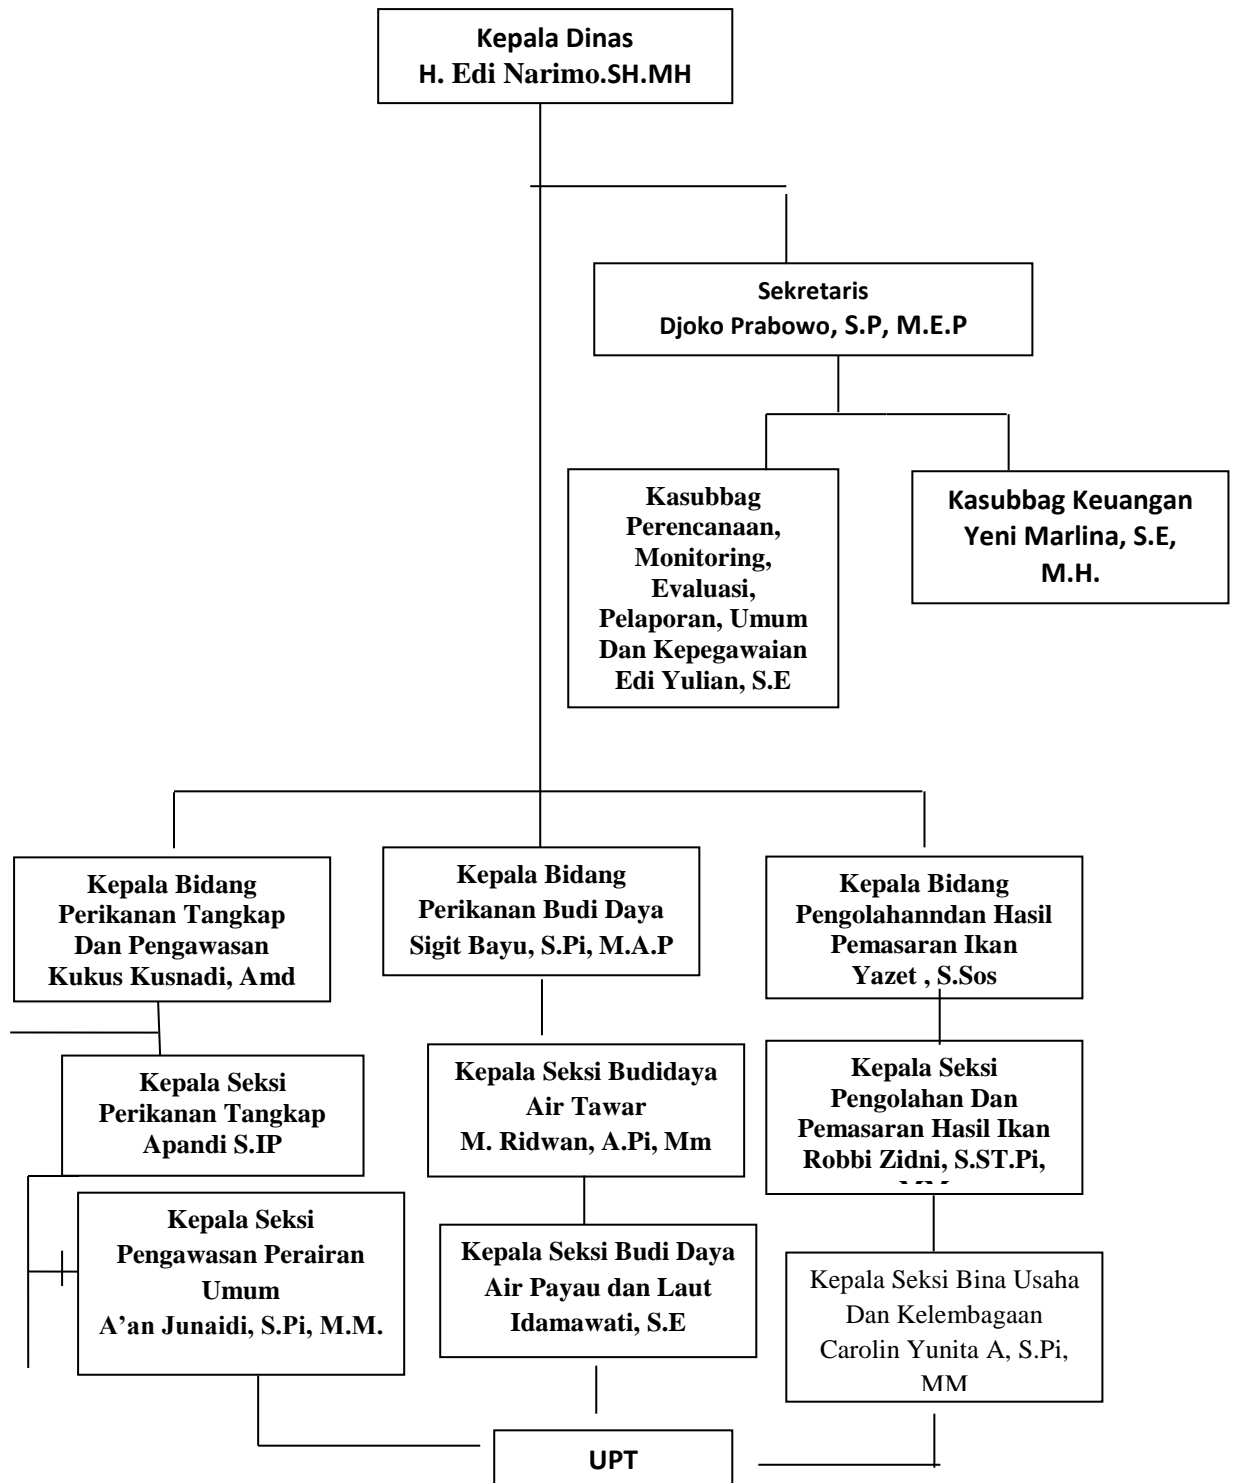 Kepala Dinas
H. Edi Narimo.SH.MH
Sekretaris
Djoko Prabowo, S.P, M.E.P
Kasubbag
Perencanaan,
Monitoring,
Evaluasi,
Pelaporan, Umum
Dan Kepegawaian
Edi Yulian, S.E
Kasubbag Keuangan
Yeni Marlina, S.E,
M.H.
Kepala Bidang
Perikanan Tangkap
Dan Pengawasan
Kukus Kusnadi, Amd
Kepala Bidang
Perikanan Budi Daya
Sigit Bayu, S.Pi, M.A.P
Kepala Bidang
Pengolahanndan Hasil
Pemasaran Ikan
Yazet , S.Sos
Kepala Seksi
Perikanan Tangkap
Apandi S.IP
Kepala Seksi Budidaya
Air Tawar
M. Ridwan, A.Pi, Mm
Kepala Seksi
Pengolahan Dan
Pemasaran Hasil Ikan
Robbi Zidni, S.ST.Pi,
MM
Kepala Seksi
Pengawasan Perairan
Umum
A’an Junaidi, S.Pi, M.M.
Kepala Seksi Budi Daya
Air Payau dan Laut
Idamawati, S.E
Kepala Seksi Bina Usaha
Dan Kelembagaan
Carolin Yunita A, S.Pi,
MM
UPT